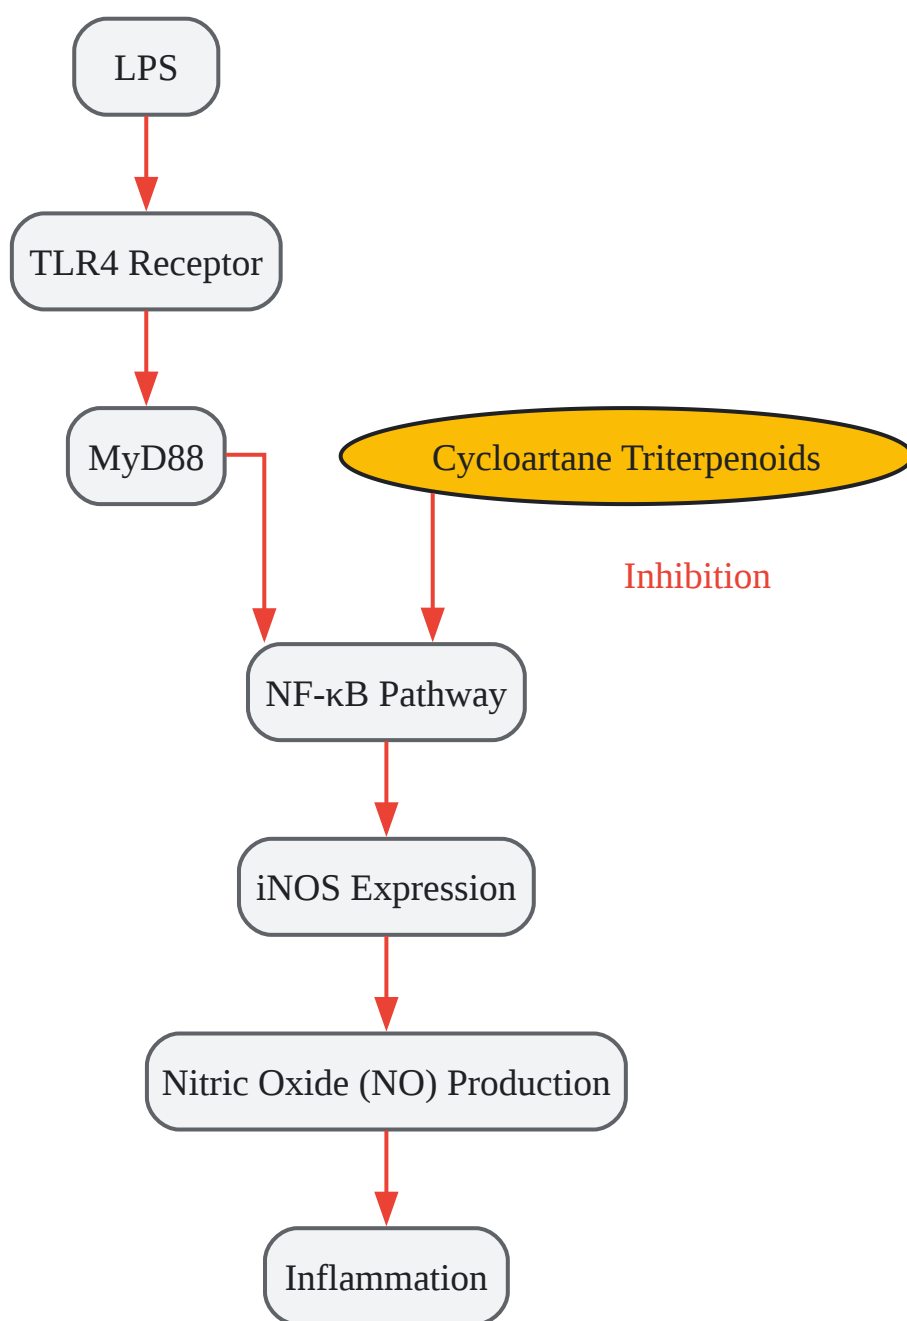 LPS
TLR4 Receptor
MyD88
Cycloartane Triterpenoids
Inhibition
NF-κB Pathway
iNOS Expression
Nitric Oxide (NO) Production
Inflammation